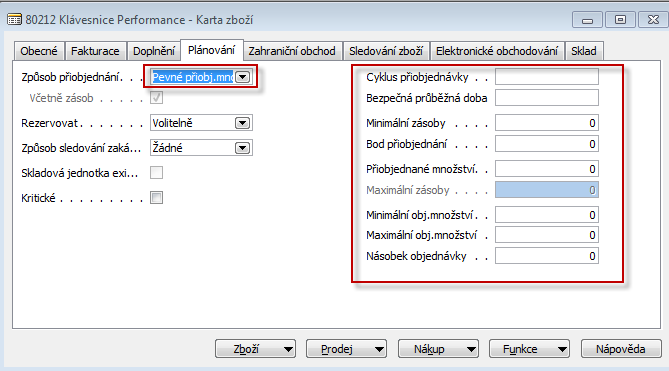 80212 Klávesnice Performance - Karta zboží
Obecné Fakturace Doplnění Plánování Zahraniční obchod Sledování zboží Elektronické obchodování Sklad
Způsob přiobjednání. . . Pevné přiobj.mno
Včetně zásob . . . . .
Rezervovat . . . . . . . Volitelně
Způsob sledování zaká... Žádné
Skladová jednotka exi...
Kritické . . . . . . . . .
Cyklus přiobjednávky . .
Bezpečná průběžná doba
Minimální zásoby . . . . 0
Bod přiobjednání . . . . 0
Přiobjednané množství. . 0
Maximální zásoby . . . . 0
Minimální obj.množství . . 0
Maximální obj.množství . 0
Násobek objednávky . . 0
Zboží Prodej Nákup Funkce Nápověda